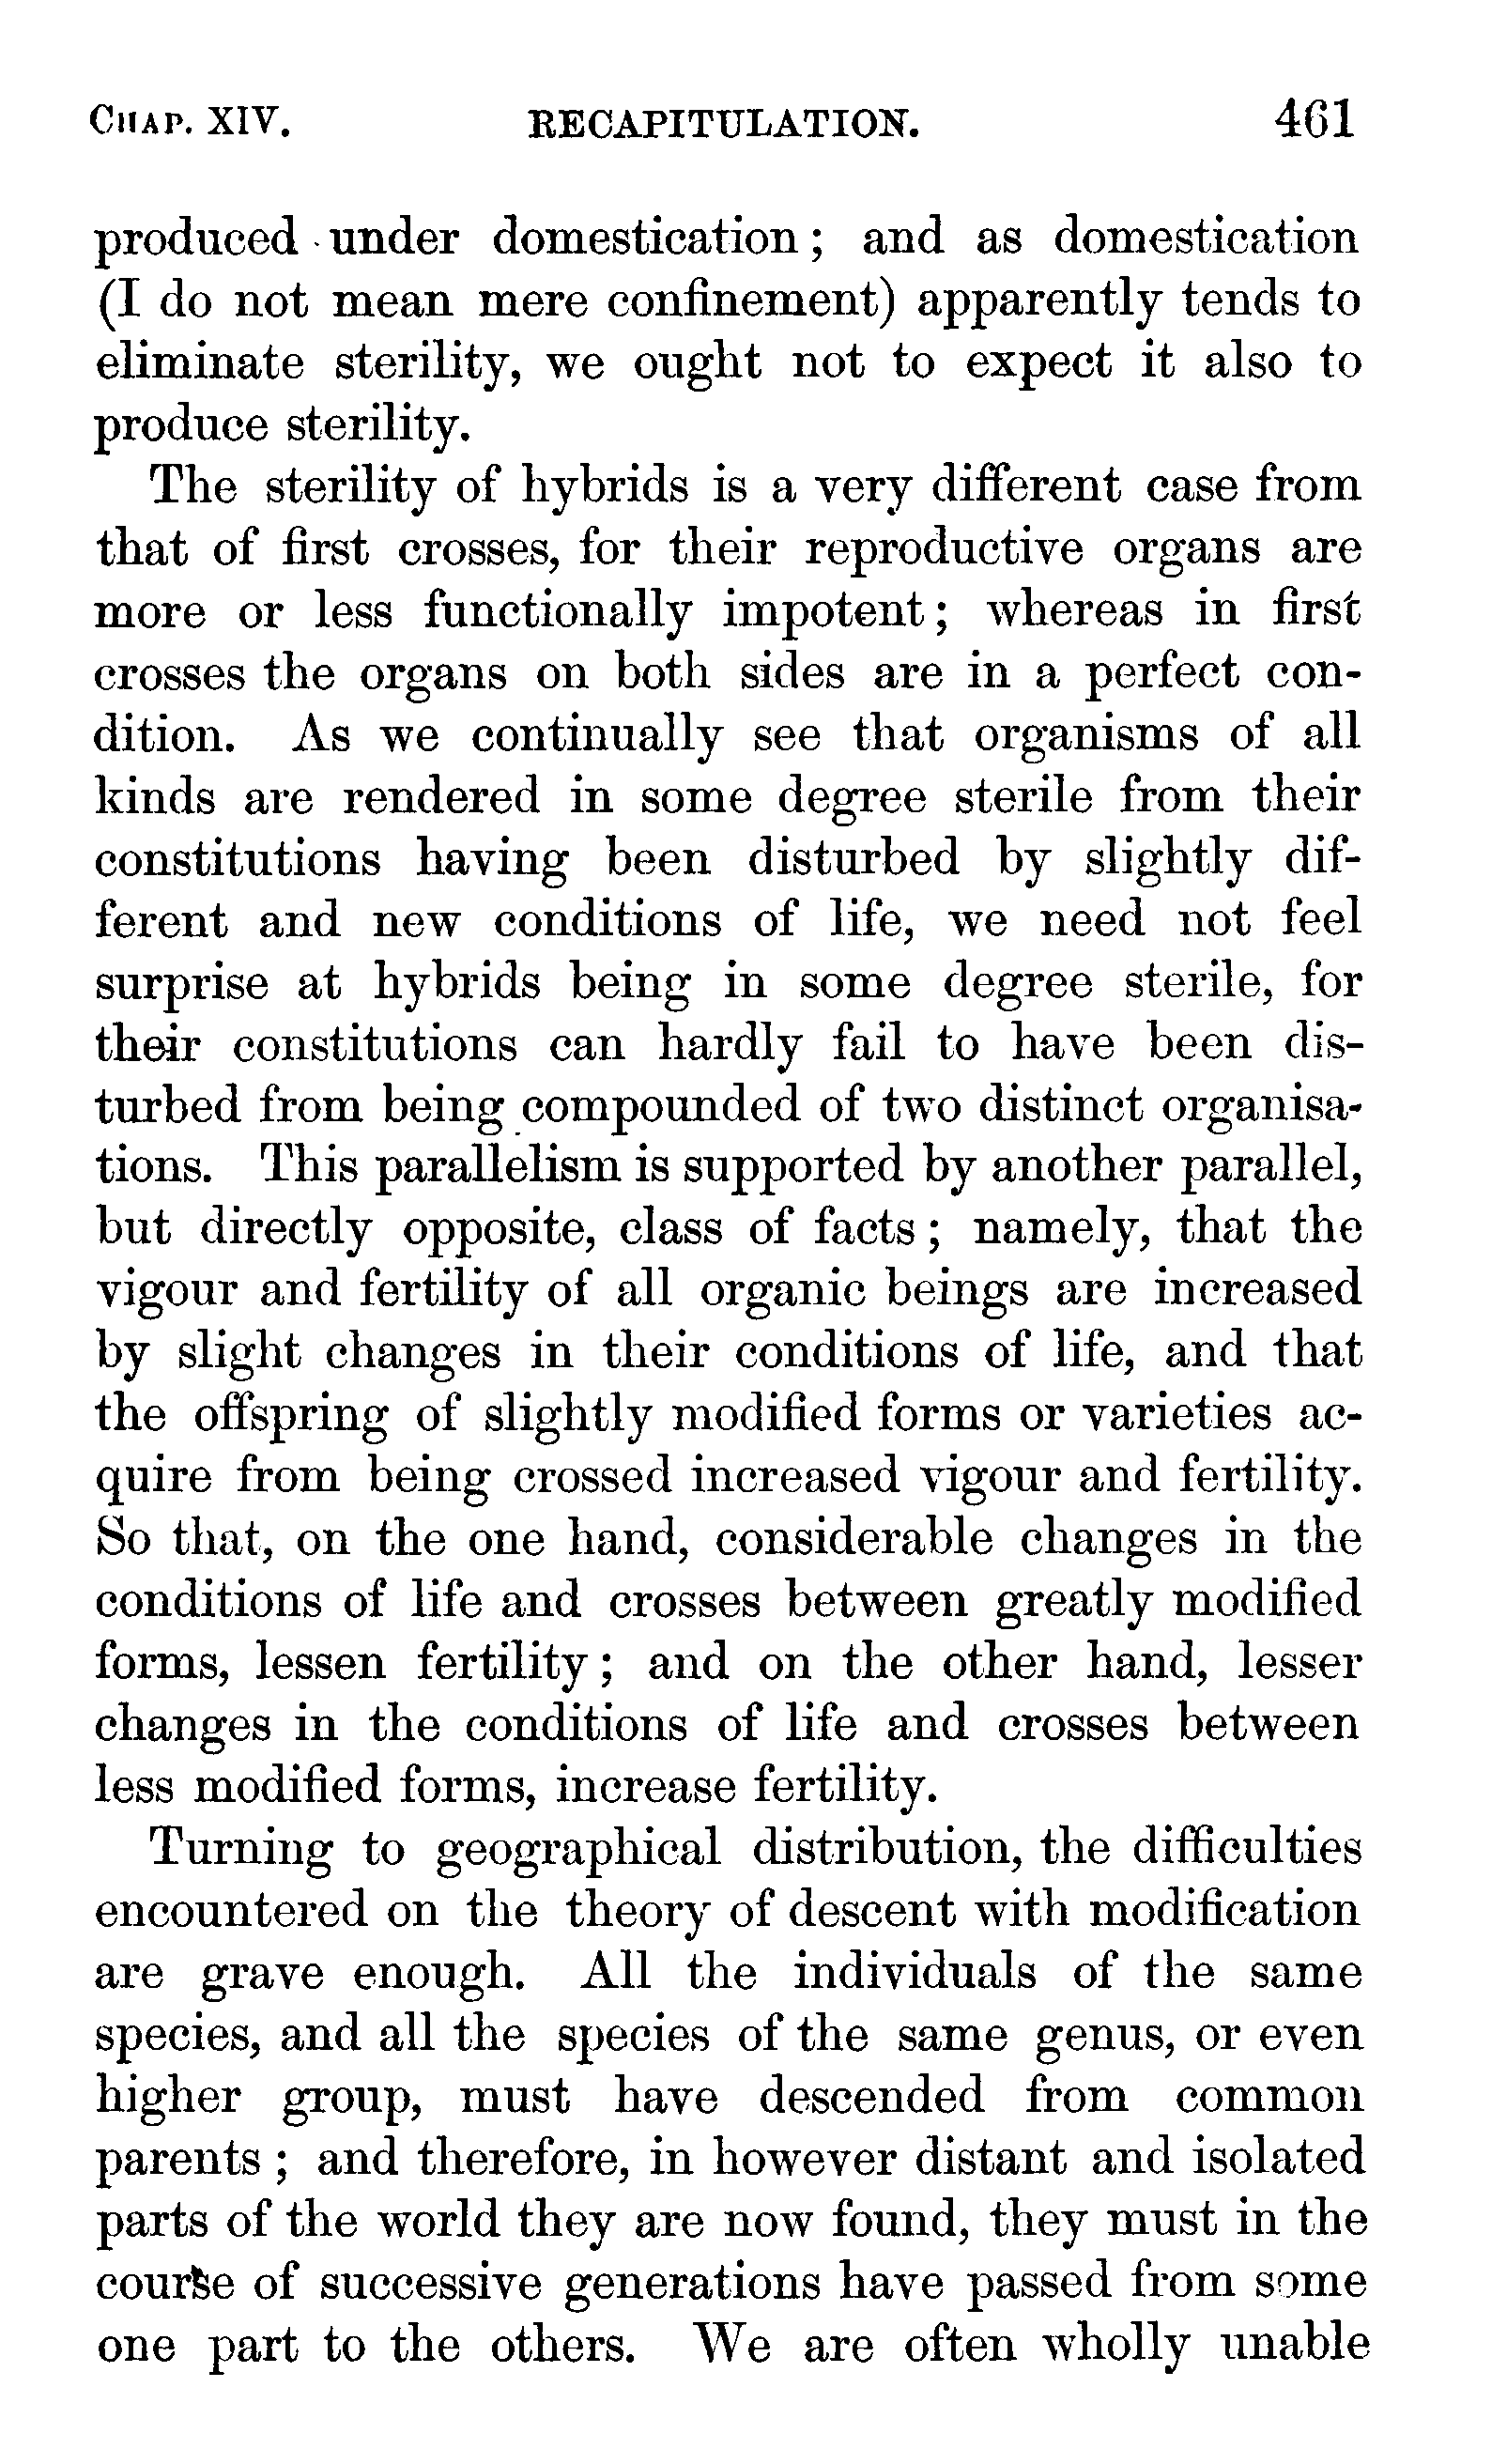 CHAP. XIV. RECAPITULATION. 461
produced under domestication; and as domestication
(I do not mean mere confinement) apparently tends to
eliminate sterility, we ought not to expect it also to
produce sterility.
The sterility of hybrids is a very different case from
that of first crosses, for their reproductive organs are
more or less functionally impotent; whereas in first
crosses the organs on both sides are in a perfect con-
dition. As we continually see that organisms of all
kinds are rendered in some degree sterile from their
constitutions having been disturbed by slightly dif-
ferent and new conditions of life, we need not feel
surprise at hybrids being in some degree sterile, for
their constitutions can hardly fail to have been dis-
turbed from being compounded of two distinct organisa-
tions. This parallelism is supported by another parallel,
but directly opposite, class of facts; namely, that the
vigour and fertility of all organic beings are increased
by slight changes in their conditions of life, and that
the offspring of slightly modified forms or varieties ac-
quire from being crossed increased vigour and fertility.
So that, on the one hand, considerable changes in the
conditions of life and crosses between greatly modified
forms, lessen fertility; and on the other hand, lesser
changes in the conditions of life and crosses between
less modified forms, increase fertility.
Turning to geographical distribution, the difficulties
encountered on the theory of descent with modification
are grave enough. All the individuals of the same
species, and all the species of the same genus, or even
higher group, must have descended from common
parents; and therefore, in however distant and isolated
parts of the world they are now found, they must in the
course of successive generations have passed from some
one part to the others. We are often wholly unable